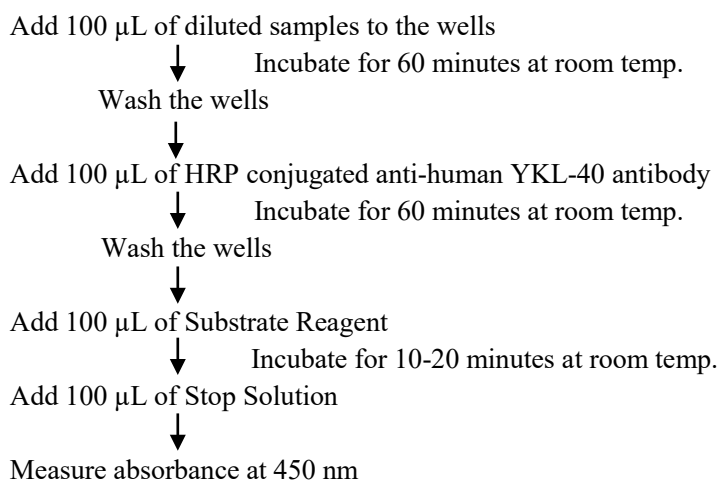 Add 100 µL of diluted samples to the wells
Incubate for 60 minutes at room temp.
Wash the wells
Add 100 µL of HRP conjugated anti-human YKL-40 antibody
Incubate for 60 minutes at room temp.
Wash the wells
Add 100 µL of Substrate Reagent
Incubate for 10-20 minutes at room temp.
Add 100 µL of Stop Solution
Measure absorbance at 450 nm